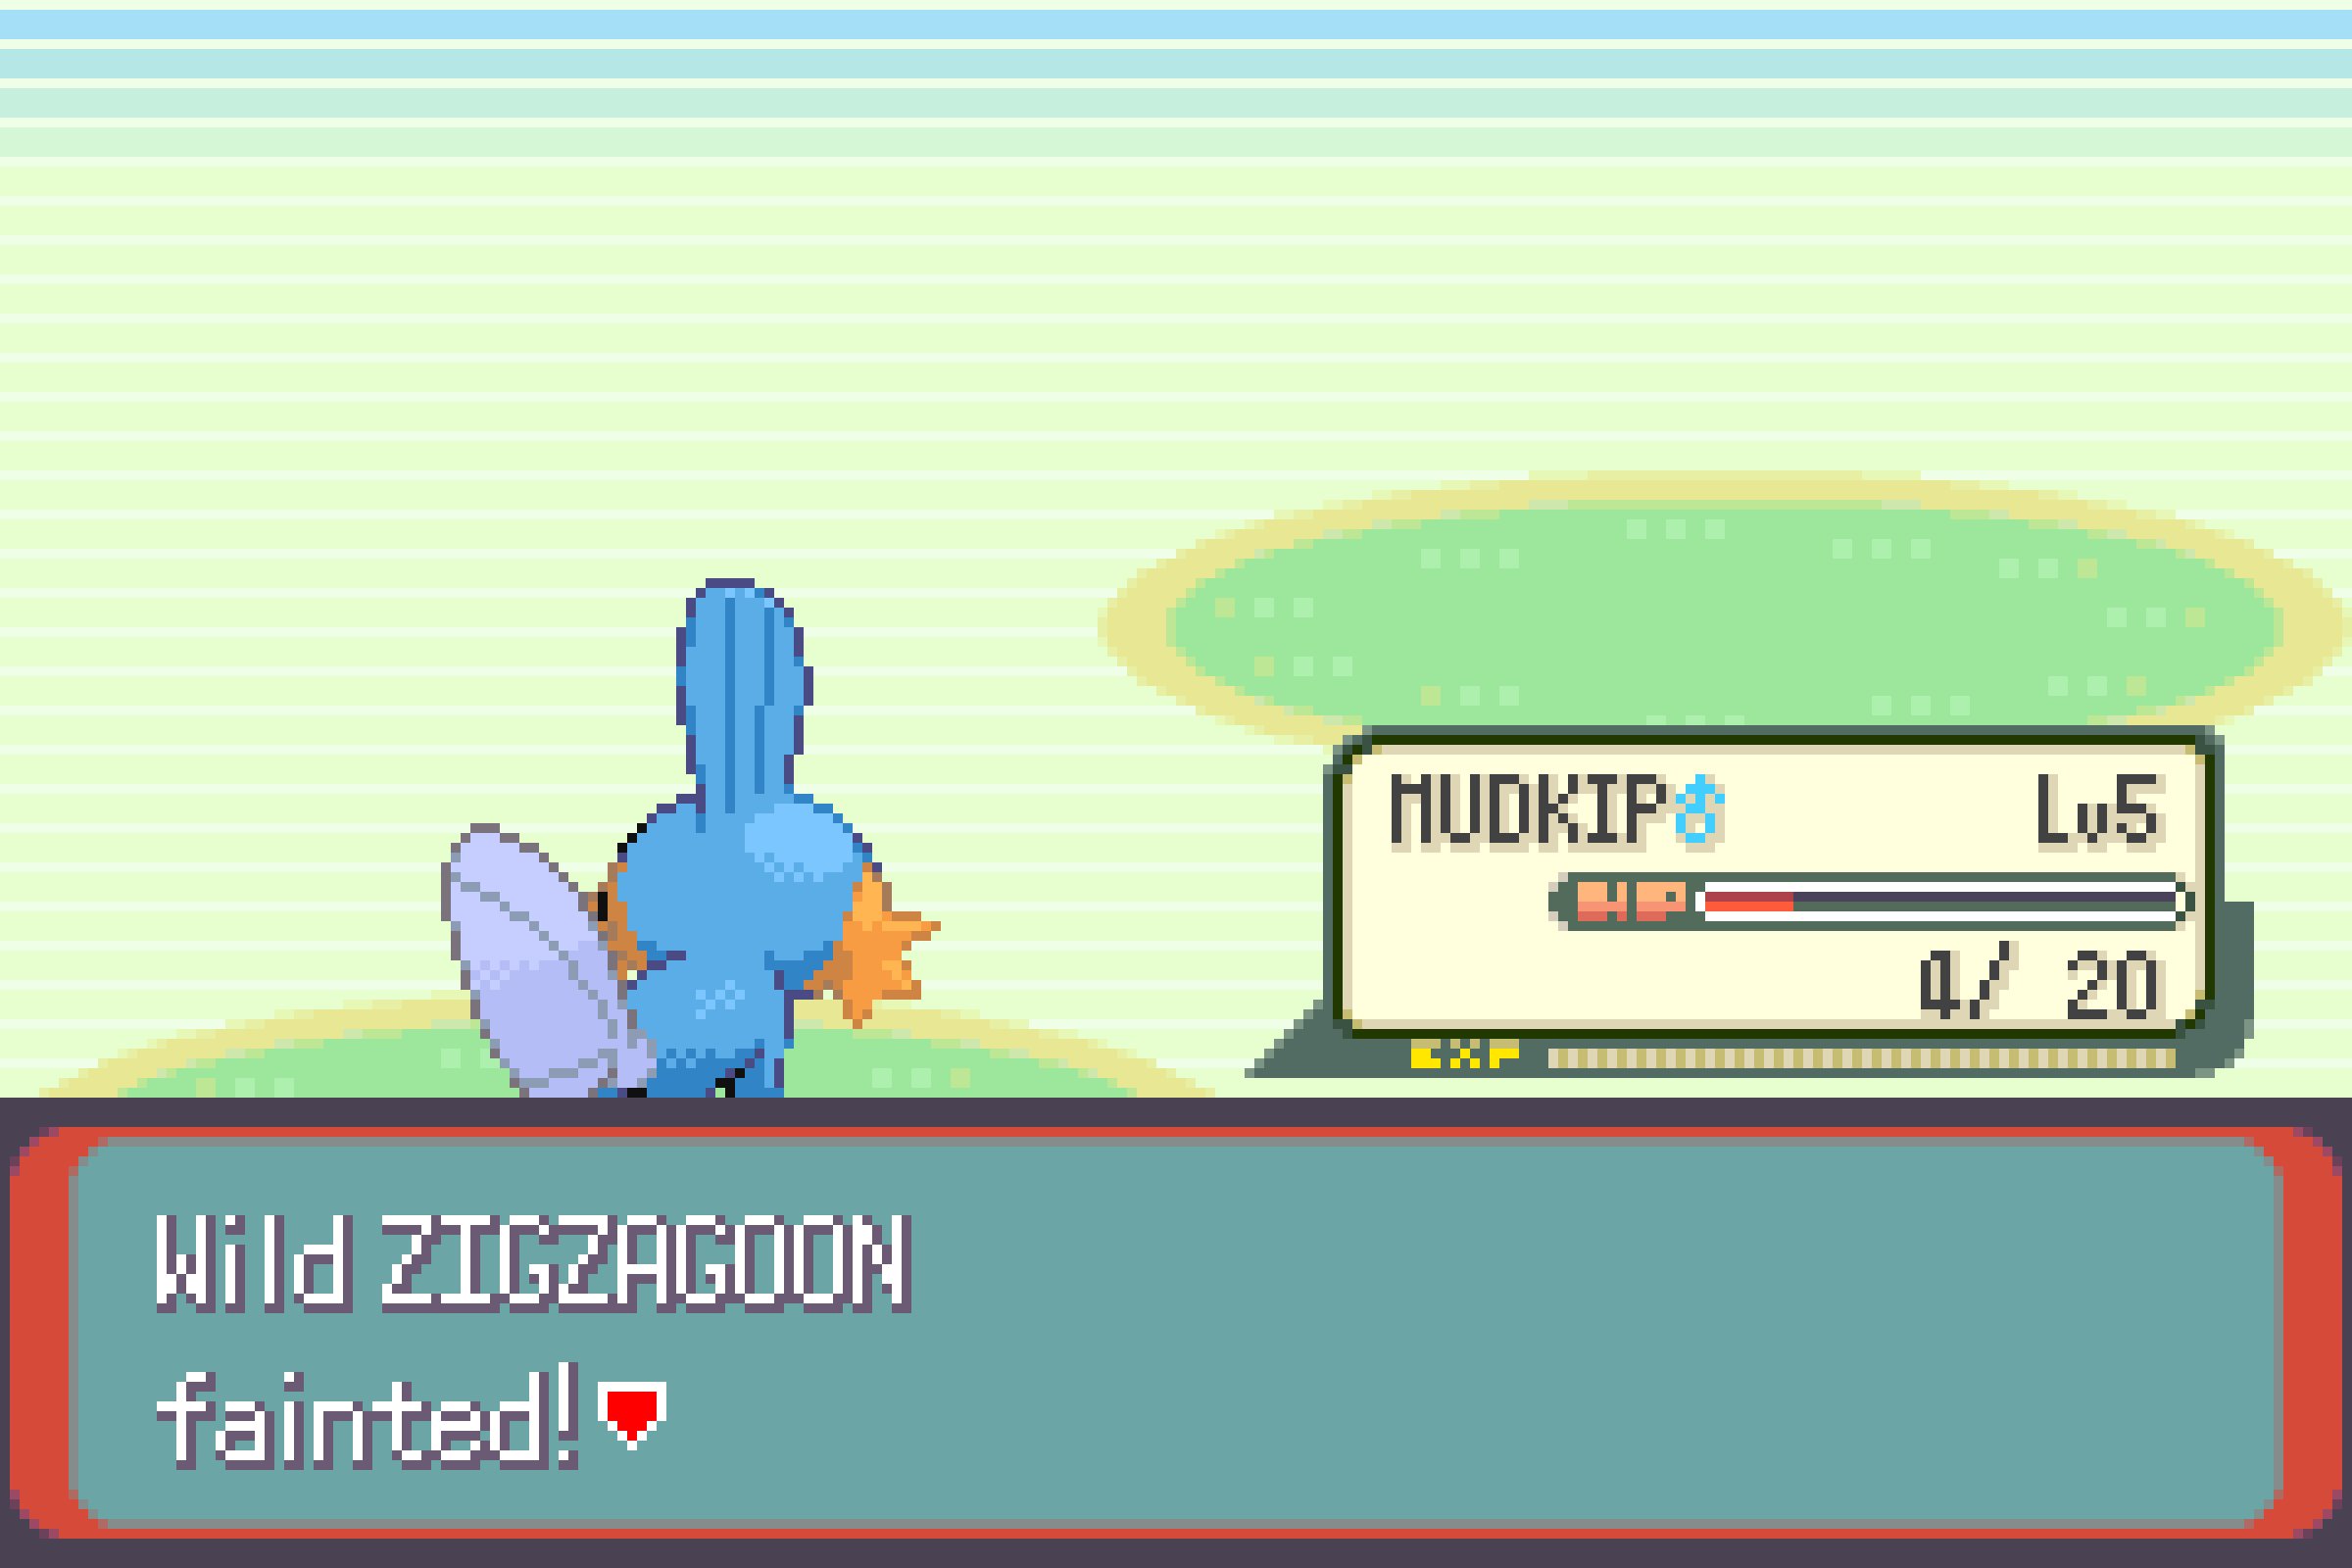 MUDKIP♂ Lv5
HP
4/ 20
EXP
Wild ZIGZAGOON
fainted!